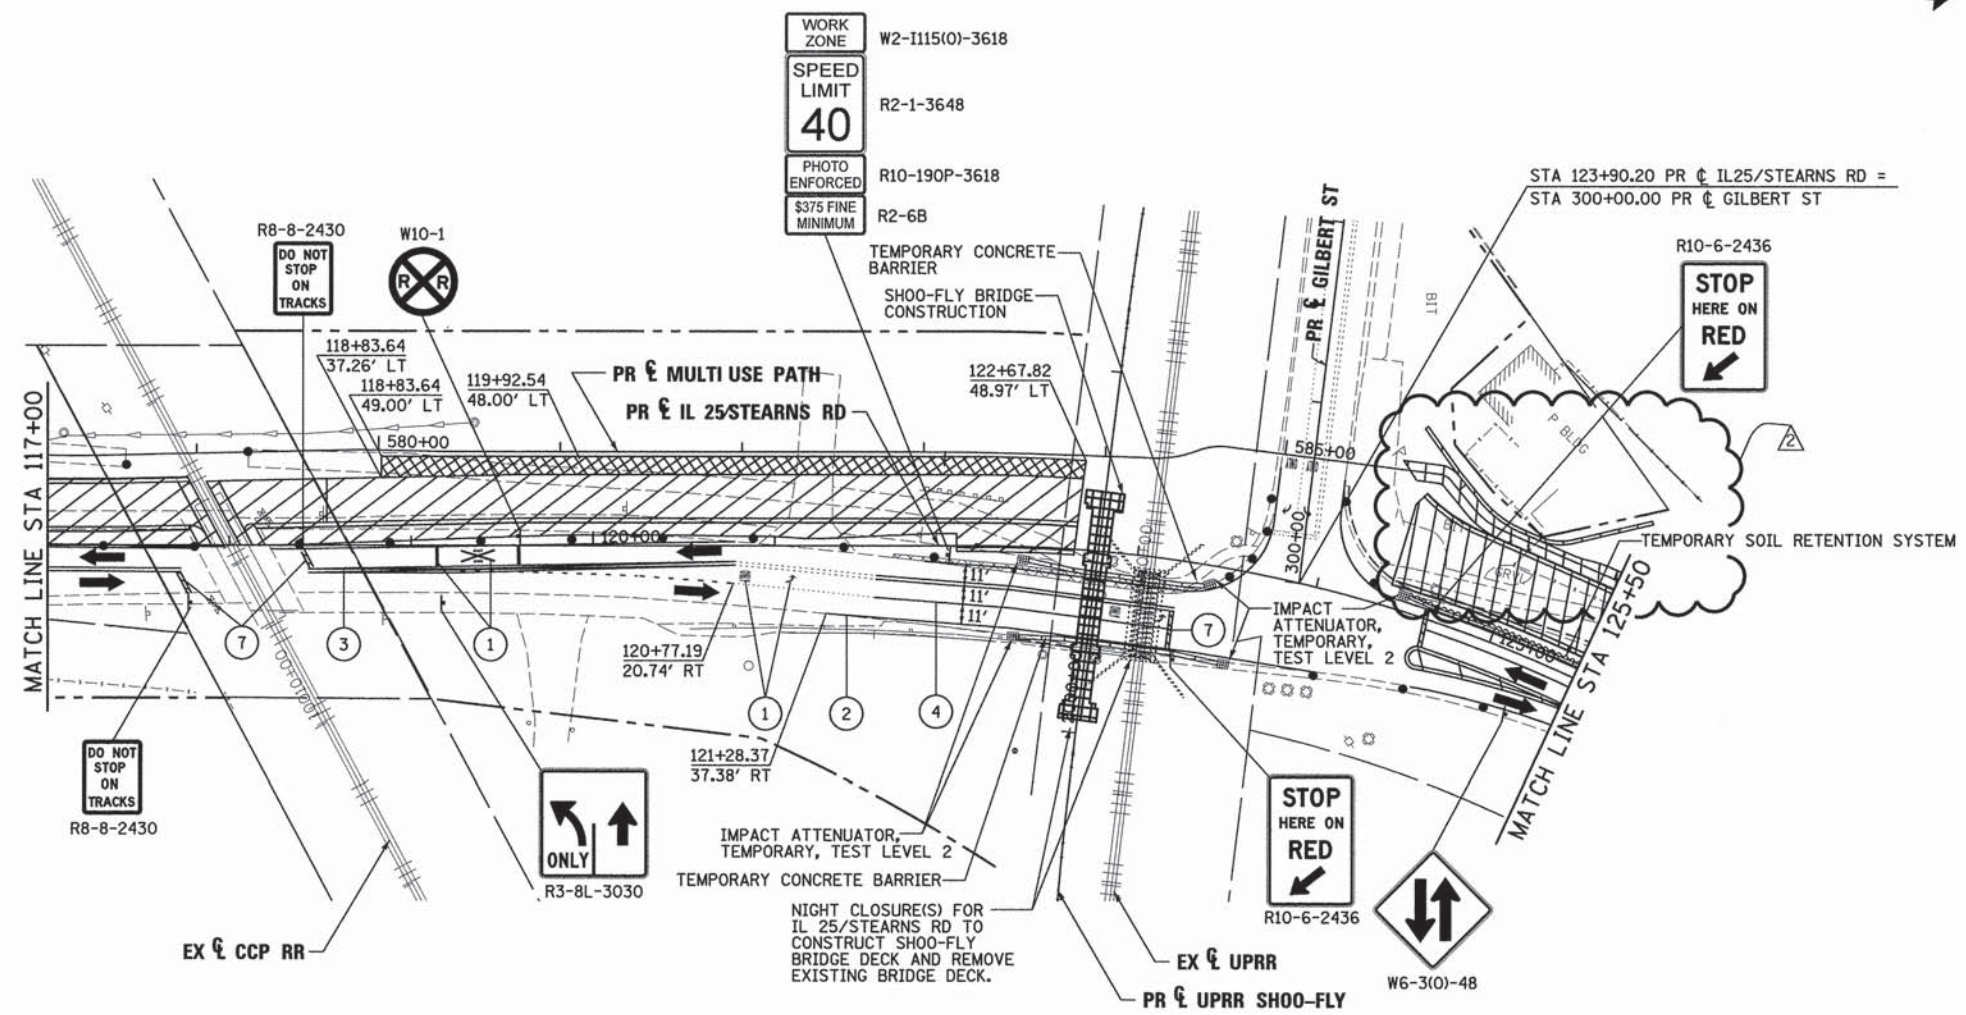 WORK
ZONE
W2-I115(O)-3618
SPEED
LIMIT
40
R2-1-3648
PHOTO
ENFORCED
R10-190P-3618
$375 FINE
MINIMUM
R2-6B
STA 123+90.20 PR ℄ IL25/STEARNS RD =
STA 300+00.00 PR ℄ GILBERT ST
R8-8-2430
DO NOT
STOP
ON
TRACKS
W10-1
R R
TEMPORARY CONCRETE
BARRIER
SHOO-FLY BRIDGE
CONSTRUCTION
PR ℄ GILBERT ST
BIT
R10-6-2436
STOP
HERE ON
RED
118+83.64
37.26' LT
118+83.64
49.00' LT
119+92.54
48.00' LT
PR ℄ MULTI USE PATH
PR ℄ IL 25/STEARNS RD
122+67.82
48.97' LT
MATCH LINE STA 117+00
580+00
585+00
P BLDG
2
120+00
300+00
GRVL
TEMPORARY SOIL RETENTION SYSTEM
11'
11'
11'
IMPACT
ATTENUATOR,
TEMPORARY,
TEST LEVEL 2
125+00
MATCH LINE STA 125+50
7
3
1
7
120+77.19
20.74' RT
1
2
4
1010+00
121+28.37
37.38' RT
DO NOT
STOP
ON
TRACKS
R8-8-2430
ONLY
R3-8L-3030
IMPACT ATTENUATOR,
TEMPORARY, TEST LEVEL 2
TEMPORARY CONCRETE BARRIER
NIGHT CLOSURE(S) FOR
IL 25/STEARNS RD TO
CONSTRUCT SHOO-FLY
BRIDGE DECK AND REMOVE
EXISTING BRIDGE DECK.
STOP
HERE ON
RED
R10-6-2436
W6-3(O)-48
EX ℄ CCP RR
EX ℄ UPRR
PR ℄ UPRR SHOO-FLY